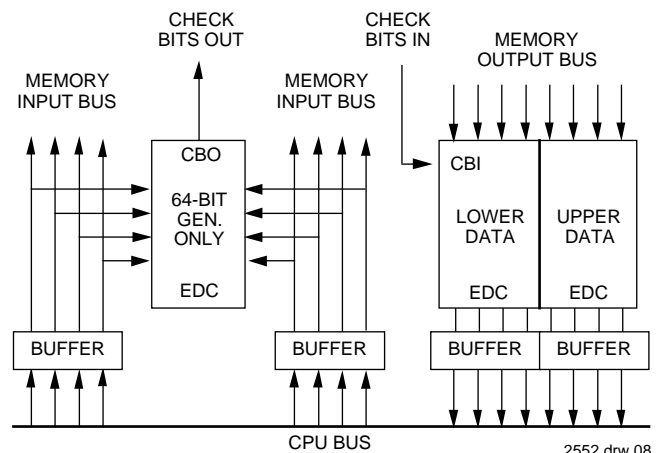 CHECK
BITS OUT
CHECK
BITS IN
MEMORY
OUTPUT BUS
MEMORY
INPUT BUS
MEMORY
INPUT BUS
CBO
64-BIT
GEN.
ONLY
EDC
CBI
LOWER
DATA
UPPER
DATA
EDC
EDC
BUFFER
BUFFER
BUFFER
BUFFER
CPU BUS
2552 drw 08